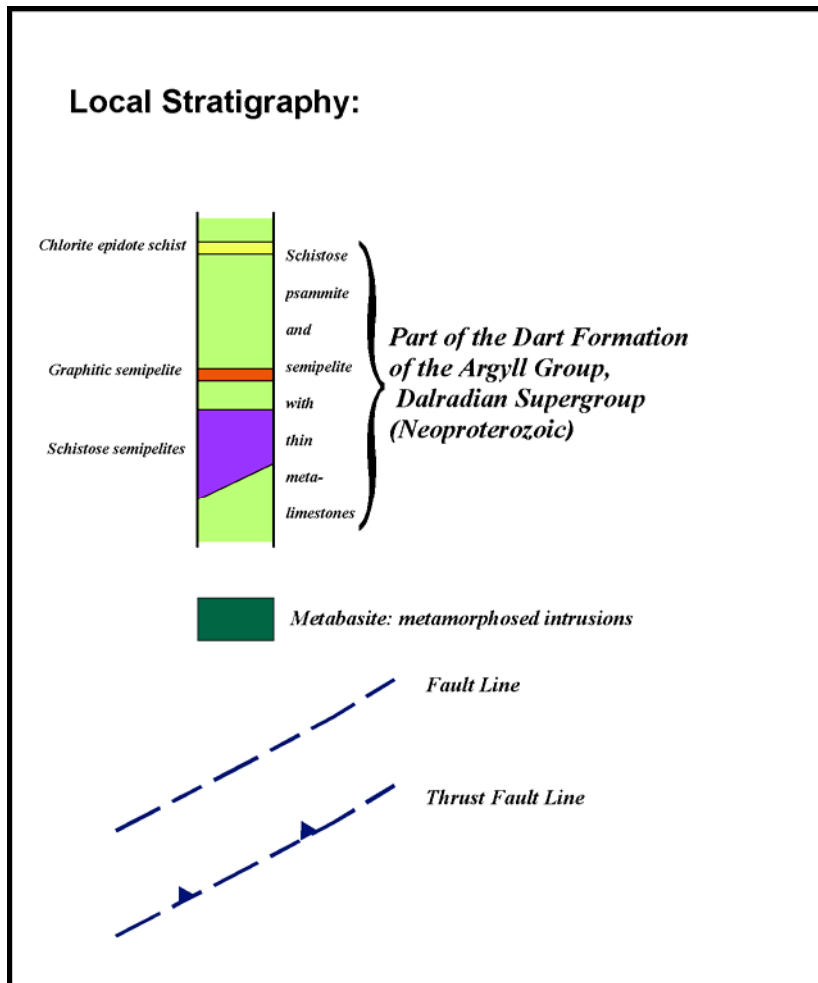 Local Stratigraphy:
Chlorite epidote schist
Graphitic semipelite
Schistose semipelites
Schistose
psammite
and
semipelite
with
thin
meta-
limestones
Part of the Dart Formation
of the Argyll Group,
Dalradian Supergroup
(Neoproterozoic)
Metabasite: metamorphosed intrusions
Fault Line
Thrust Fault Line